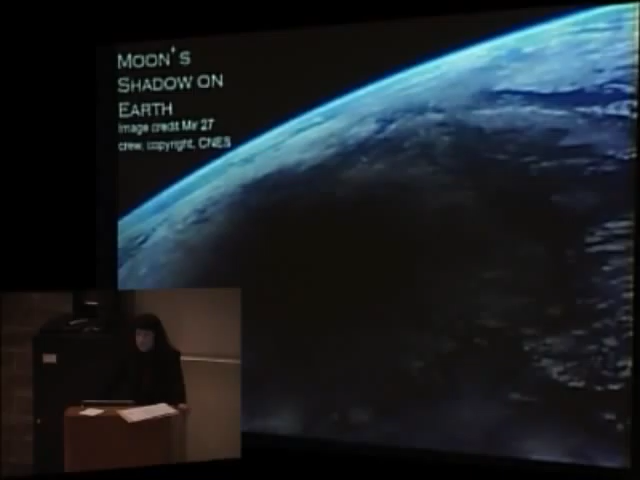 MOON'S
SHADOW ON
EARTH
Image credit Mir 27
crew, copyright, CNES